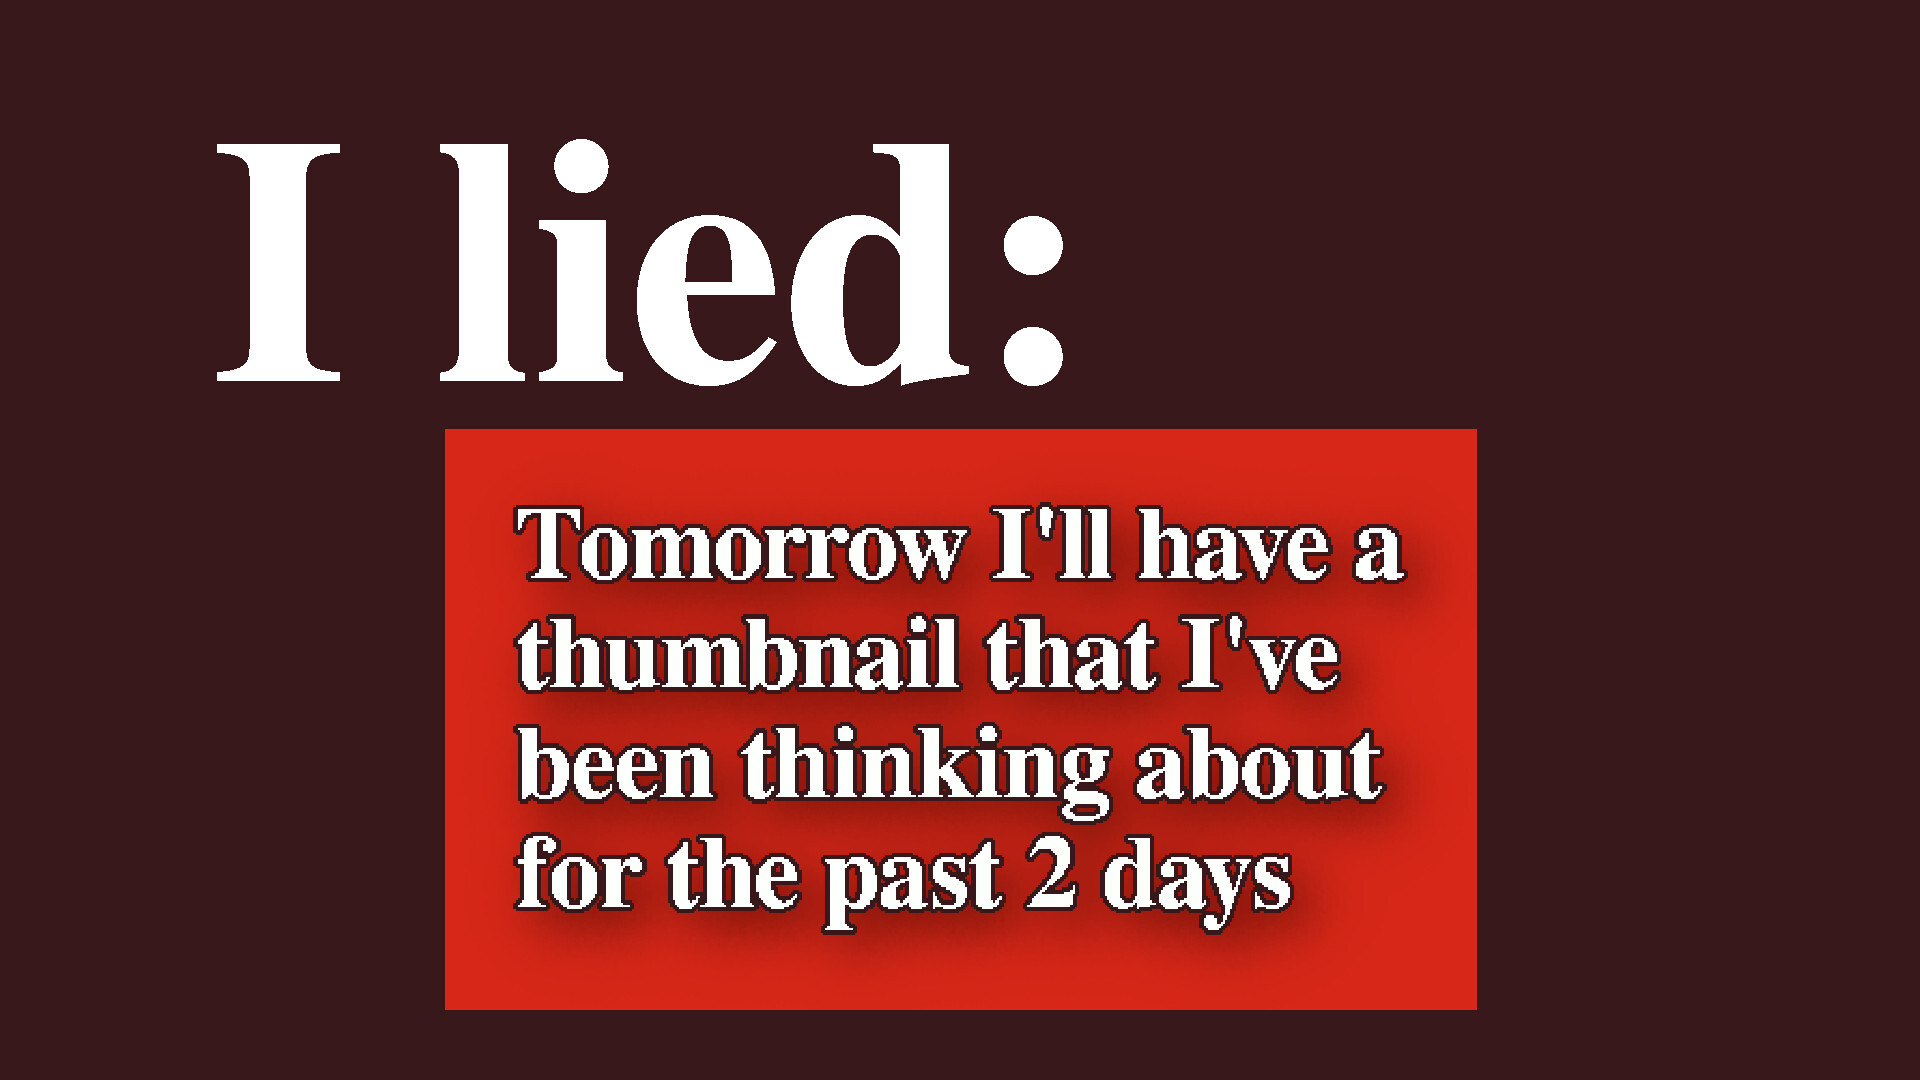 I lied:
Tomorrow I'll have a
thumbnail that I've
been thinking about
for the past 2 days